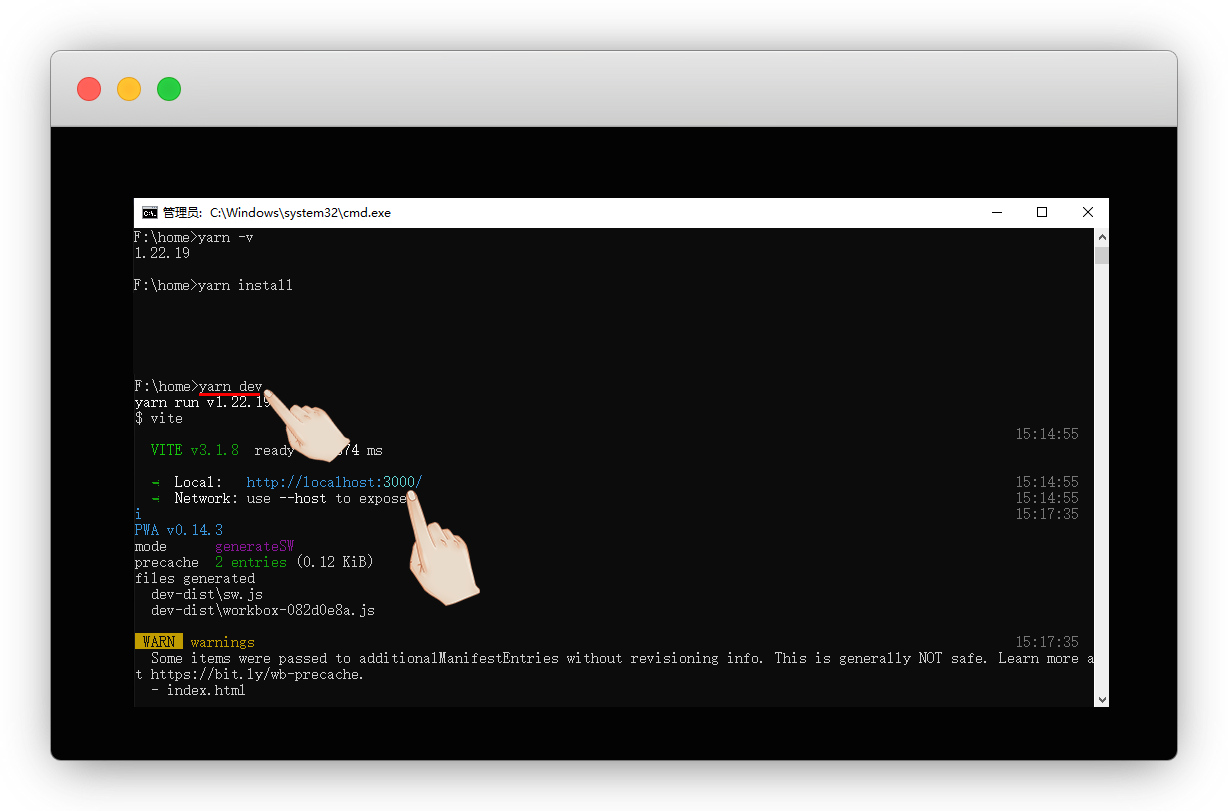 管理员: C:\Windows\system32\cmd.exe
F:\home>yarn -v
1.22.19
F:\home>yarn install
F:\home>yarn dev
yarn run v1.22.19
$ vite
15:14:55
VITE v3.1.8 ready 74 ms
➜ Local: http://localhost:3000/ 15:14:55
➜ Network: use --host to expose 15:14:55
i 15:17:35
PWA v0.14.3
mode generateSW
precache 2 entries (0.12 KiB)
files generated
dev-dist\sw.js
dev-dist\workbox-082d0e8a.js
WARN warnings 15:17:35
Some items were passed to additionalManifestEntries without revisioning info. This is generally NOT safe. Learn more a
t https://bit.ly/wb-precache.
- index.html